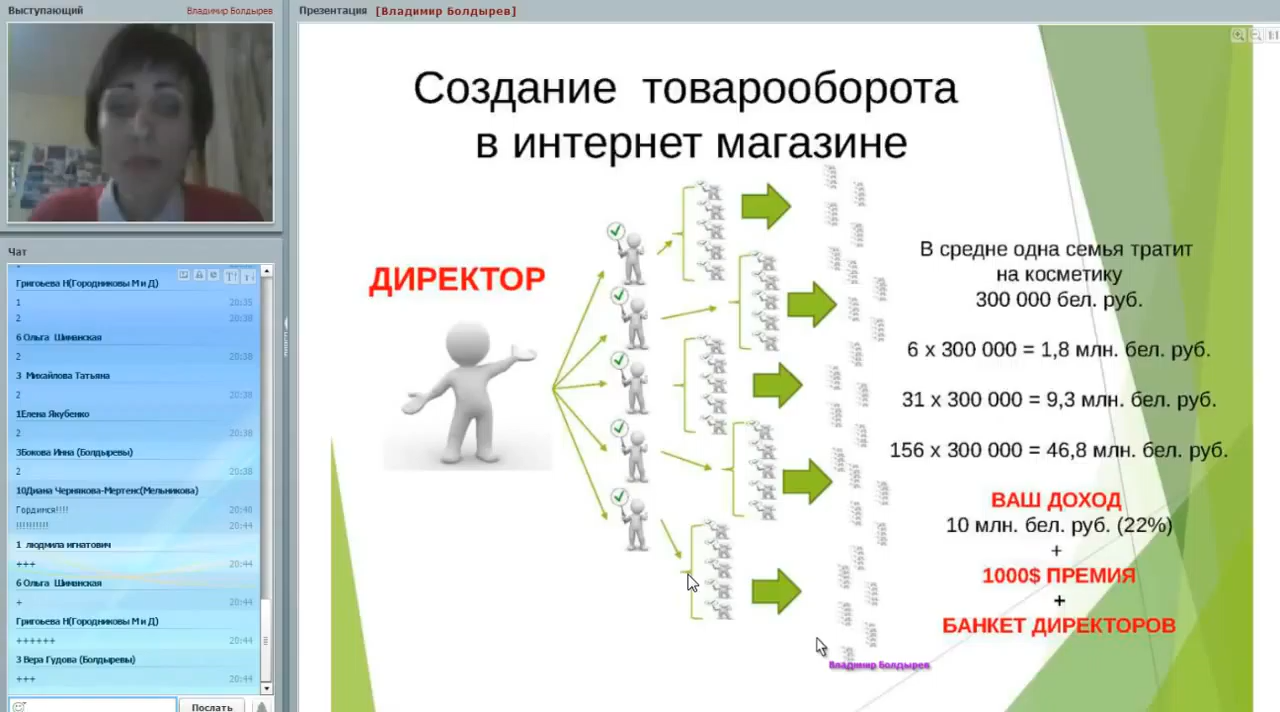 Выступающий
Владимир Болдырев
Презентация [Владимир Болдырев]
Чат
Григоьева Н(Городниковы М и Д)
1 20:35
2 20:38
6 Ольга Шиманская
2 20:38
3 Михайлова Татьяна
2 20:38
1Елена Якубенко
2 20:38
3Бокова Инна (Болдыревы)
2 20:38
10Диана Чернякова-Мертенс(Мельникова)
Гордимся!!!! 20:40
!!!!!!!!!! 20:44
1 людмила игнатович
+++ 20:44
6 Ольга Шиманская
+ 20:44
Григоьева Н(Городниковы М и Д)
++++++ 20:44
3 Вера Гудова (Болдыревы)
+++ 20:44
Послать
Создание товарооборота
в интернет магазине
ДИРЕКТОР
В средне одна семья тратит
на косметику
300 000 бел. руб.
6 x 300 000 = 1,8 млн. бел. руб.
31 x 300 000 = 9,3 млн. бел. руб.
156 x 300 000 = 46,8 млн. бел. руб.
ВАШ ДОХОД
10 млн. бел. руб. (22%)
+
1000$ ПРЕМИЯ
+
БАНКЕТ ДИРЕКТОРОВ
Владимир Болдырев